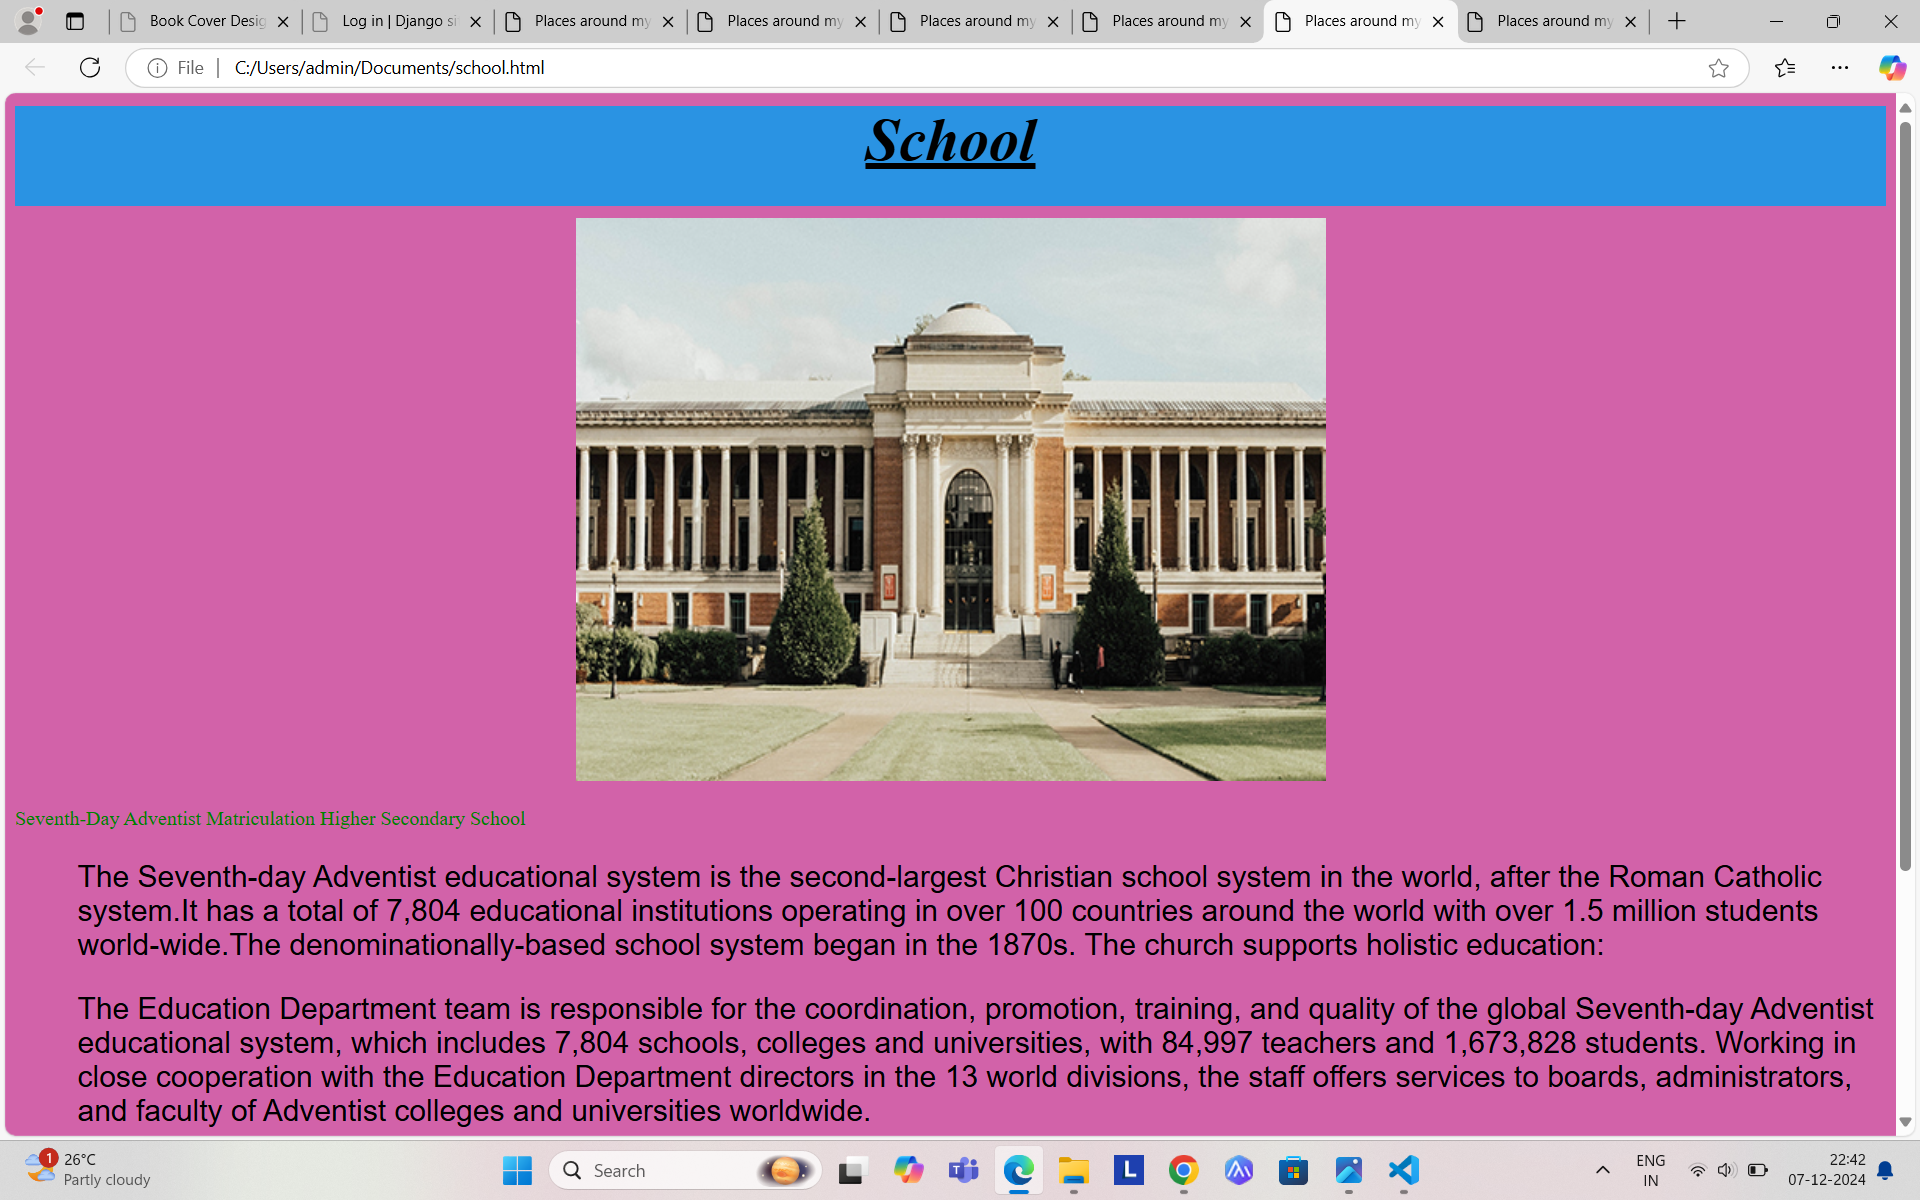 Book Cover Desig
Log in | Django si
Places around my
Places around my
Places around my
Places around my
Places around my
Places around my
File
C:/Users/admin/Documents/school.html
School
Seventh-Day Adventist Matriculation Higher Secondary School
The Seventh-day Adventist educational system is the second-largest Christian school system in the world, after the Roman Catholic
system.It has a total of 7,804 educational institutions operating in over 100 countries around the world with over 1.5 million students
world-wide.The denominationally-based school system began in the 1870s. The church supports holistic education:
The Education Department team is responsible for the coordination, promotion, training, and quality of the global Seventh-day Adventist
educational system, which includes 7,804 schools, colleges and universities, with 84,997 teachers and 1,673,828 students. Working in
close cooperation with the Education Department directors in the 13 world divisions, the staff offers services to boards, administrators,
and faculty of Adventist colleges and universities worldwide.
1
26°C
Partly cloudy
Search
L
ENG
IN
22:42
07-12-2024